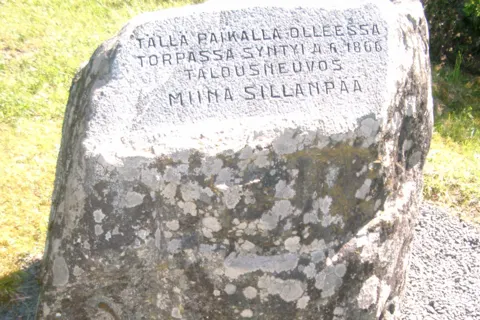 TÄLLÄ PAIKALLA OLLEESSA
TORPASSA SYNTYI 4.6.1866
TALOUSNEUVOS
MIINA SILLANPÄÄ